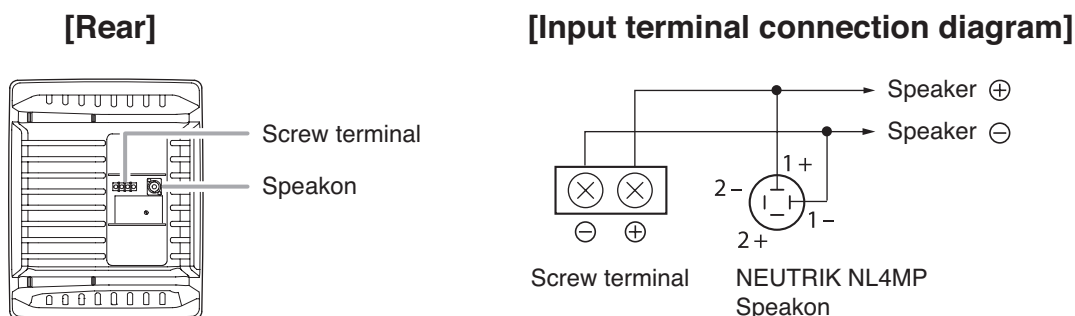 [Rear]
Screw terminal
Speakon
[Input terminal connection diagram]
Speaker ⊕
Speaker ⊖
1 +
2 –
1 –
2 +
⊖ ⊕
Screw terminal
NEUTRIK NL4MP
Speakon